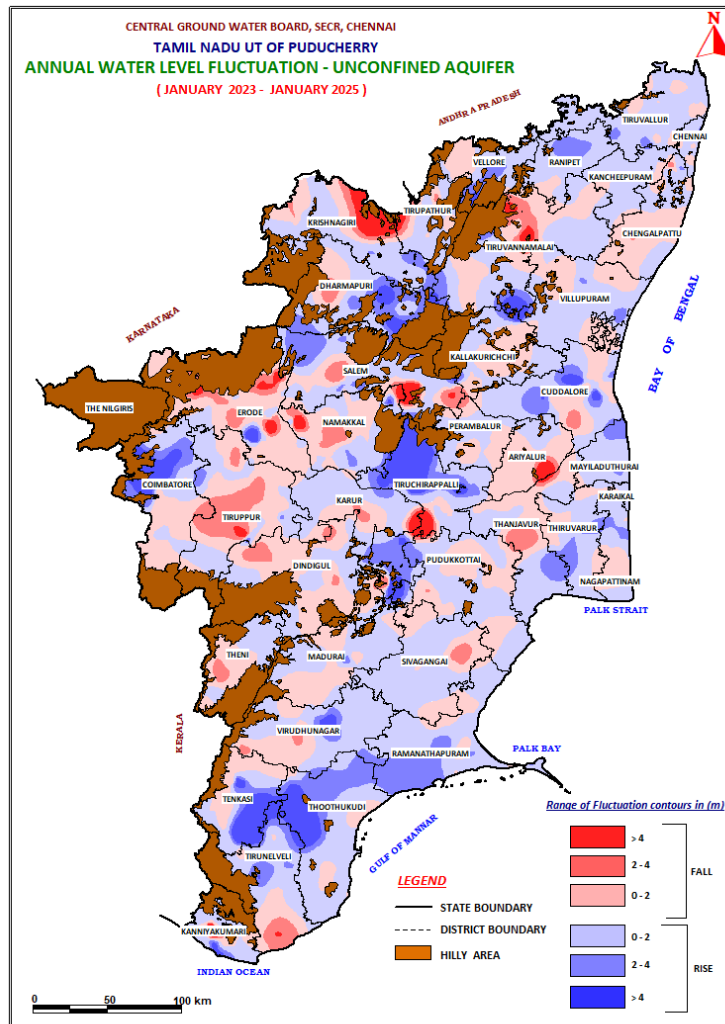 CENTRAL GROUND WATER BOARD, SECR, CHENNAI
TAMIL NADU UT OF PUDUCHERRY
ANNUAL WATER LEVEL FLUCTUATION - UNCONFINED AQUIFER
( JANUARY 2023 - JANUARY 2025 )
N
ANDHRA PRADESH
TIRUVALLUR
CHENNAI
VELLORE
RANIPET
KANCHEEPURAM
TIRUPATHUR
KRISHNAGIRI
CHENGALPATTU
TIRUVANNAMALAI
DHARMAPURI
VILLUPURAM
KARNATAKA
BAY OF BENGAL
KALLAKURICHCHI
SALEM
CUDDALORE
THE NILGIRIS
ERODE
NAMAKKAL
PERAMBALUR
ARIYALUR
MAYILADUTHURAI
COIMBATORE
TIRUCHIRAPPALLI
KARAIKAL
KARUR
TIRUPPUR
THANJAVUR
THIRUVARUR
PUDUKKOTTAI
DINDIGUL
NAGAPATTINAM
PALK STRAIT
THENI
MADURAI
SIVAGANGAI
KERALA
VIRUDHUNAGAR
RAMANATHAPURAM
PALK BAY
TENKASI
THOOTHUKUDI
GULF OF MANNAR
TIRUNELVELI
KANNIYAKUMARI
INDIAN OCEAN
Range of Fluctuation contours in (m)
> 4
2 - 4
0 - 2
FALL
0 - 2
2 - 4
> 4
RISE
LEGEND
STATE BOUNDARY
DISTRICT BOUNDARY
HILLY AREA
0 50 100 km